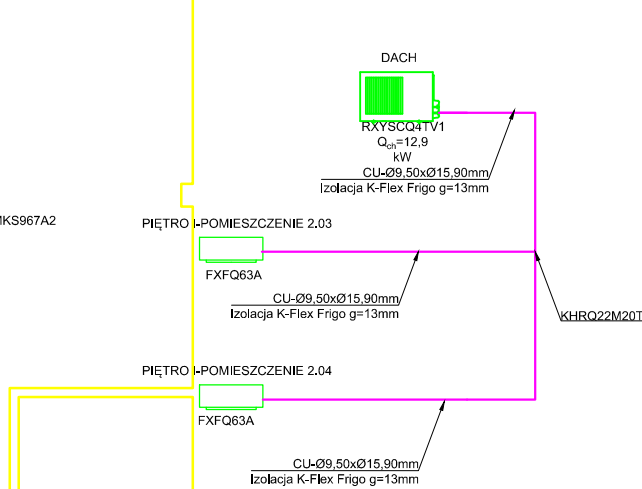 DACH
RXYSCQ4TV1
Qch=12,9
kW
CU-Ø9,50xØ15,90mm
Izolacja K-Flex Frigo g=13mm
MKS967A2
PIĘTRO I-POMIESZCZENIE 2.03
FXFQ63A
CU-Ø9,50xØ15,90mm
Izolacja K-Flex Frigo g=13mm
KHRQ22M20T
PIĘTRO I-POMIESZCZENIE 2.04
FXFQ63A
CU-Ø9,50xØ15,90mm
Izolacja K-Flex Frigo g=13mm